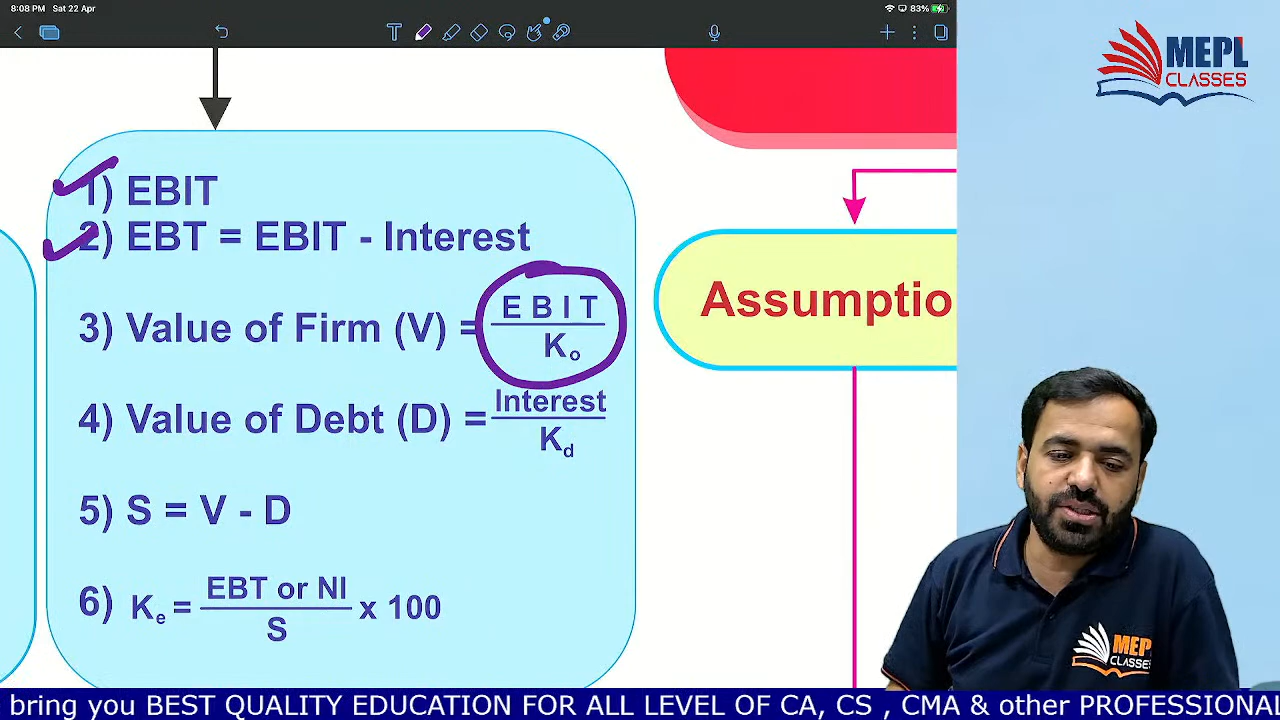 8:08 PM Sat 22 Apr
83%
T
MEPL
CLASSES
1) EBIT
2) EBT = EBIT - Interest
3) Value of Firm (V) = EBIT
Ko
4) Value of Debt (D) = Interest
Kd
5) S = V - D
6) Ke = EBT or NI x 100
S
Assumptio
MEPL
CLASSES
bring you BEST QUALITY EDUCATION FOR ALL LEVEL OF CA, CS , CMA & other PROFESSIONAL